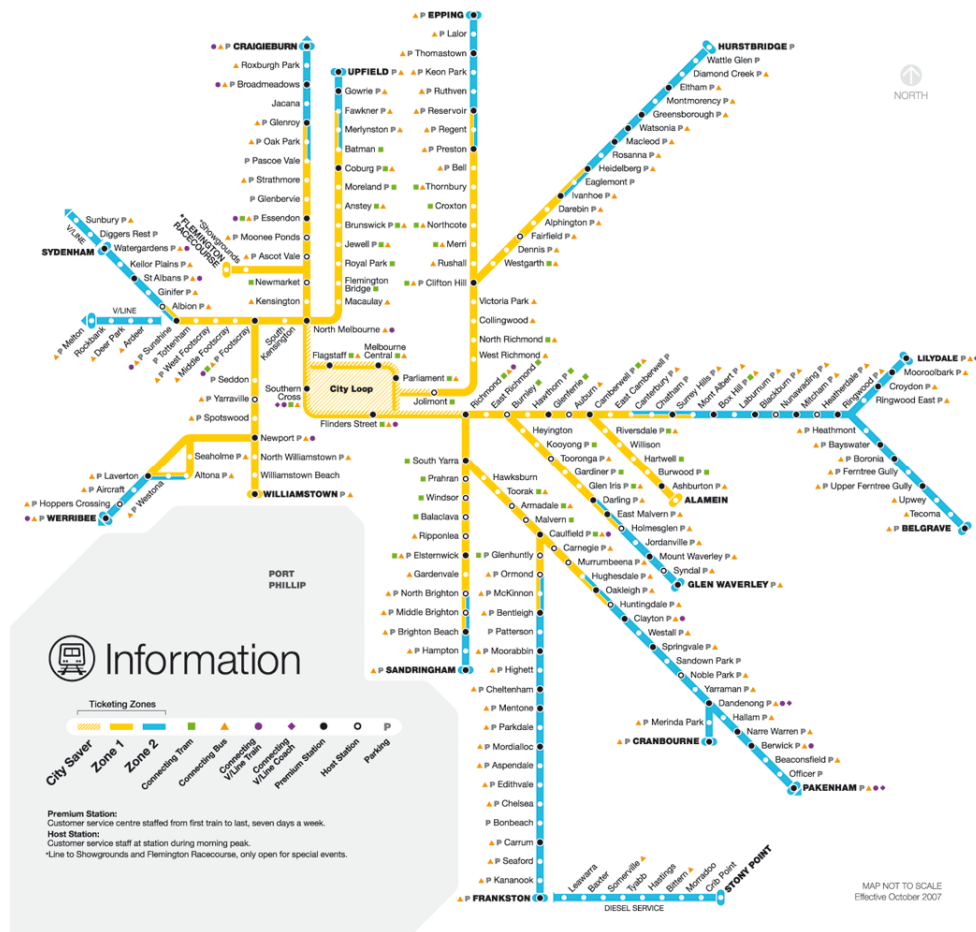 EPPING
Lalor
Thomastown
Keon Park
Ruthven
Reservoir
Regent
Preston
Bell
Thornbury
Croxton
Northcote
Merri
Rushall
Clifton Hill
Victoria Park
Collingwood
North Richmond
West Richmond
Jolimont
CRAIGIEBURN
Roxburgh Park
Broadmeadows
Jacana
Glenroy
Oak Park
Pascoe Vale
Strathmore
Glenbervie
Essendon
Moonee Ponds
Ascot Vale
Newmarket
Kensington
UPFIELD
Gowrie
Fawkner
Merlynston
Batman
Coburg
Moreland
Anstey
Brunswick
Jewell
Royal Park
Flemington
Bridge
Macaulay
North Melbourne
HURSTBRIDGE
Wattle Glen
Diamond Creek
Eltham
Montmorency
Greensborough
Watsonia
Macleod
Rosanna
Heidelberg
Eaglemont
Ivanhoe
Darebin
Alphington
Fairfield
Dennis
Westgarth
NORTH
*Showgrounds
*FLEMINGTON
RACECOURSE
V/LINE
Sunbury
Diggers Rest
Watergardens
SYDENHAM
Keilor Plains
St Albans
Ginifer
Albion
V/LINE
Melton
Rockbank
Deer Park
Ardeer
Sunshine
Tottenham
West Footscray
Middle Footscray
Footscray
South
Kensington
Flagstaff
Melbourne
Central
Parliament
City Loop
Southern
Cross
Flinders Street
Seddon
Yarraville
Spotswood
Newport
Seaholme
North Williamstown
Altona
Williamstown Beach
WILLIAMSTOWN
Laverton
Aircraft
Westona
Hoppers Crossing
WERRIBEE
Richmond
East Richmond
Burnley
Hawthorn
Glenferrie
Auburn
Camberwell
East Camberwell
Canterbury
Chatham
Surrey Hills
Mont Albert
Box Hill
Laburnum
Blackburn
Nunawading
Mitcham
Heatherdale
Ringwood
LILYDALE
Mooroolbark
Croydon
Ringwood East
Heathmont
Bayswater
Boronia
Ferntree Gully
Upper Ferntree Gully
Upwey
Tecoma
BELGRAVE
Riversdale
Willison
Hartwell
Burwood
Ashburton
ALAMEIN
Heyington
Kooyong
Tooronga
Gardiner
Glen Iris
Darling
East Malvern
Holmesglen
Jordanville
Mount Waverley
Syndal
GLEN WAVERLEY
South Yarra
Prahran
Windsor
Balaclava
Ripponlea
Elsternwick
Gardenvale
North Brighton
Middle Brighton
Brighton Beach
Hampton
SANDRINGHAM
Hawksburn
Toorak
Armadale
Malvern
Caulfield
Carnegie
Murrumbeena
Hughesdale
Oakleigh
Huntingdale
Clayton
Westall
Springvale
Sandown Park
Noble Park
Yarraman
Dandenong
Hallam
Narre Warren
Berwick
Beaconsfield
Officer
PAKENHAM
Merinda Park
CRANBOURNE
Glenhuntly
Ormond
McKinnon
Bentleigh
Patterson
Moorabbin
Highett
Cheltenham
Mentone
Parkdale
Mordialloc
Aspendale
Edithvale
Chelsea
Bonbeach
Carrum
Seaford
Kananook
FRANKSTON
Leawarra
Baxter
Somerville
Tyabb
Hastings
Bittern
Morradoo
Crib Point
STONY POINT
DIESEL SERVICE
PORT
PHILLIP
Information
Ticketing Zones
City Saver
Zone 1
Zone 2
Connecting Tram
Connecting Bus
Connecting
V/Line Train
Connecting
V/Line Coach
Premium Station
Host Station
Parking
Premium Station:
Customer service centre staffed from first train to last, seven days a week.
Host Station:
Customer service staff at station during morning peak.
*Line to Showgrounds and Flemington Racecourse, only open for special events.
MAP NOT TO SCALE
Effective October 2007